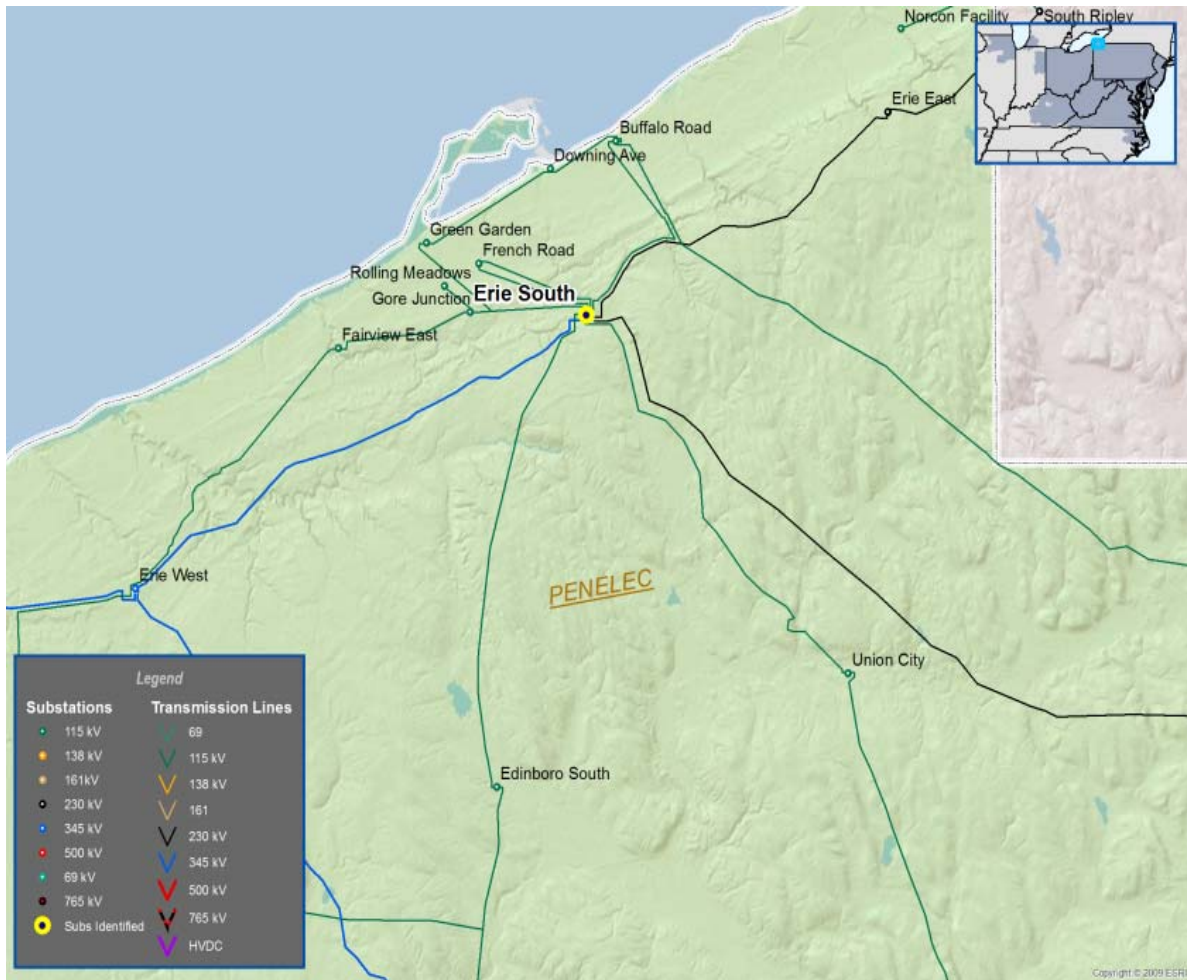 Norcon Facility
South Ripley
Erie East
Buffalo Road
Downing Ave
Green Garden
French Road
Rolling Meadows
Gore Junction
Erie South
Fairview East
Erie West
PENELEC
Union City
Edinboro South
Legend
Substations
115 kV
138 kV
161kV
230 kV
345 kV
500 kV
69 kV
765 kV
Subs Identified
Transmission Lines
69
115 kV
138 kV
161
230 kV
345 kV
500 kV
765 kV
HVDC
Copyright © 2009 ESRI